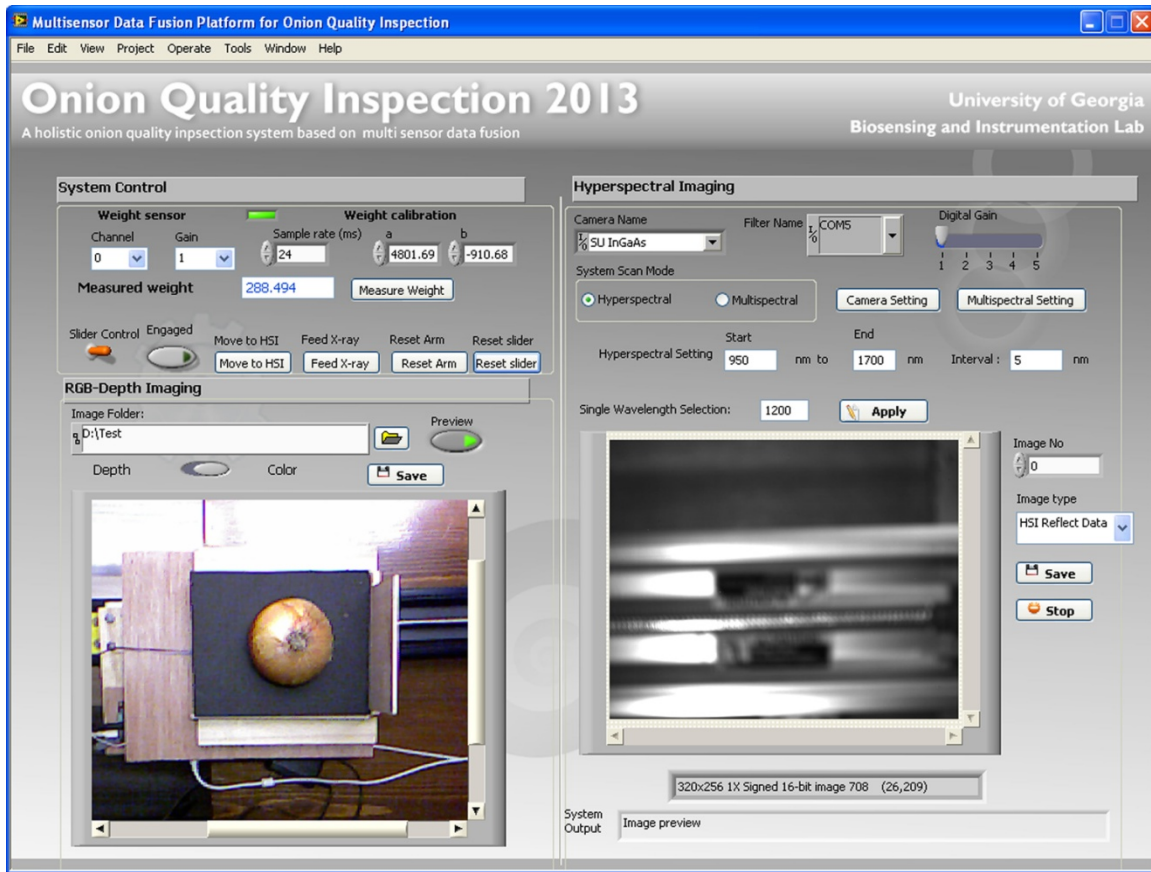 Multisensor Data Fusion Platform for Onion Quality Inspection
File Edit View Project Operate Tools Window Help
Onion Quality Inspection 2013
A holistic onion quality inpsection system based on multi sensor data fusion
University of Georgia
Biosensing and Instrumentation Lab
System Control
Weight sensor Weight calibration
Channel Gain Sample rate (ms) a b
0 1 24 4801.69 -910.68
Measured weight 288.494 Measure Weight
Slider Control Engaged Move to HSI Feed X-ray Reset Arm Reset slider
Move to HSI Feed X-ray Reset Arm Reset slider
RGB-Depth Imaging
Image Folder:
D:\Test
Preview
Depth Color Save
Hyperspectral Imaging
Camera Name Filter Name Digital Gain
I/0 SU InGaAs I/0 COM5
1 2 3 4 5
System Scan Mode
Hyperspectral Multispectral Camera Setting Multispectral Setting
Start End
Hyperspectral Setting 950 nm to 1700 nm Interval : 5 nm
Single Wavelength Selection: 1200 Apply
Image No
0
Image type
HSI Reflect Data
Save
Stop
320x256 1X Signed 16-bit image 708 (26,209)
System
Output
Image preview